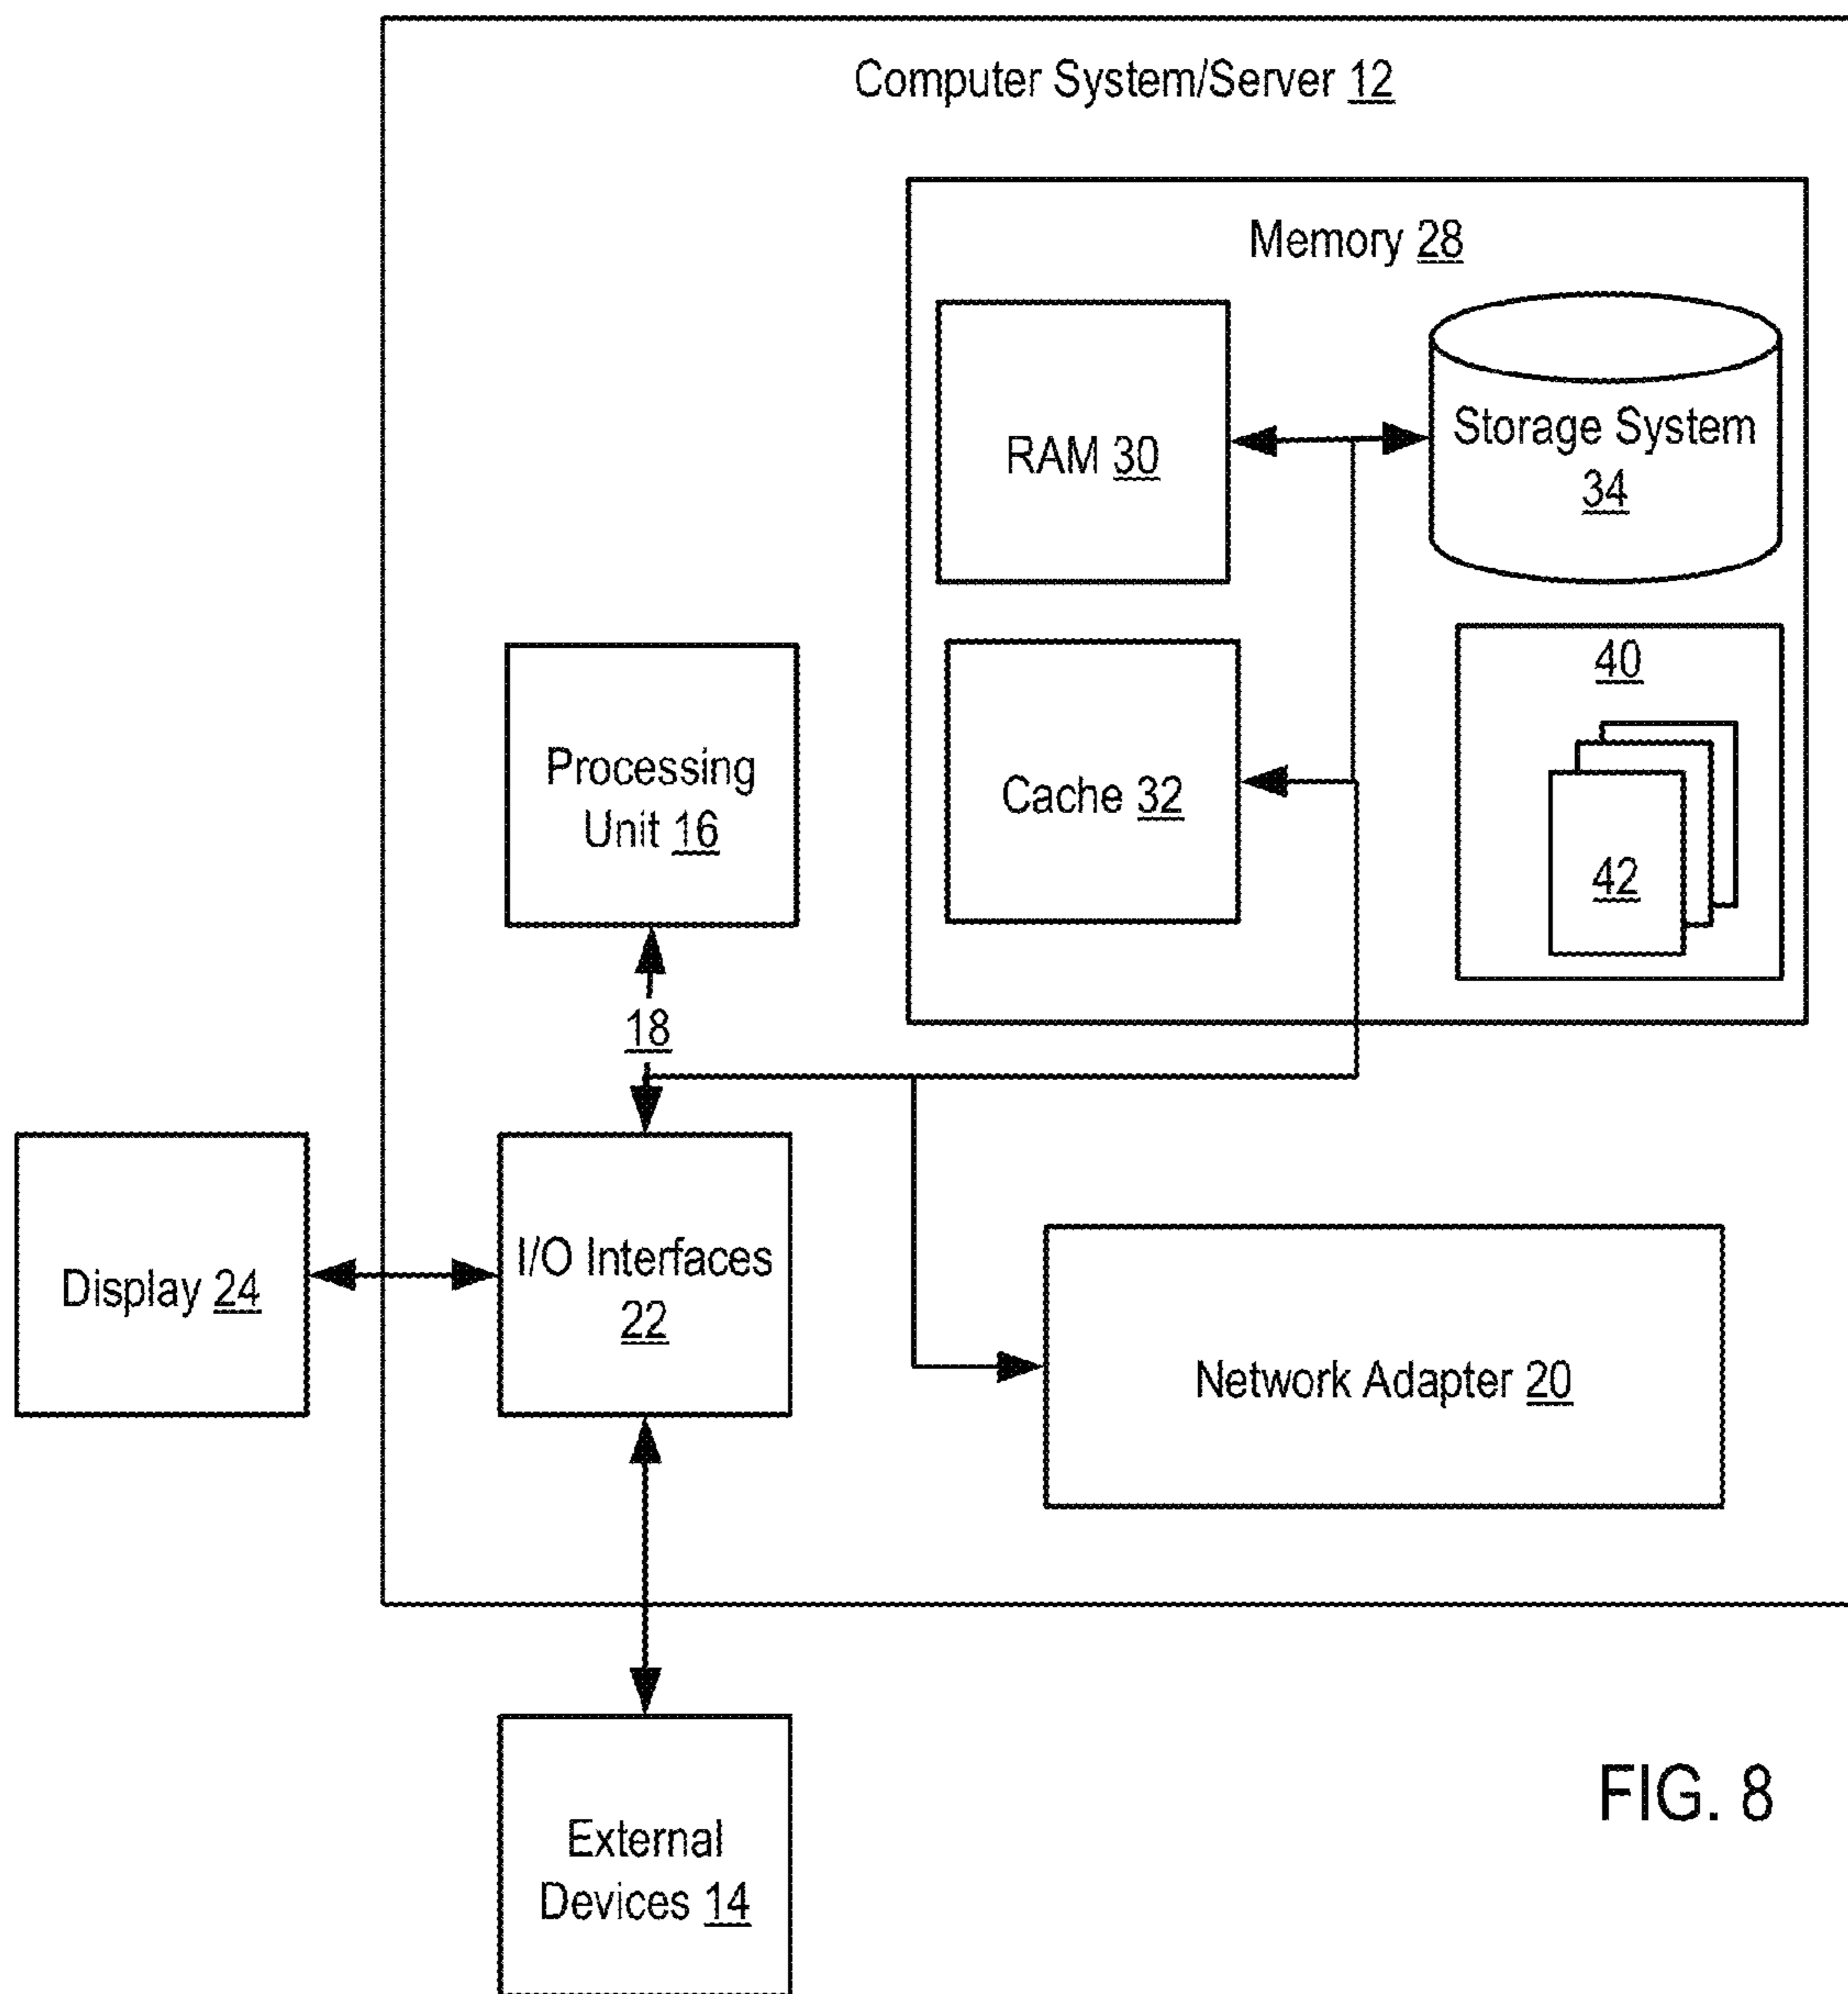 Computer System/Server 12
Memory 28
RAM 30
Storage System
34
Cache 32
40
42
Processing
Unit 16
18
Display 24
I/O Interfaces
22
Network Adapter 20
External
Devices 14
FIG. 8